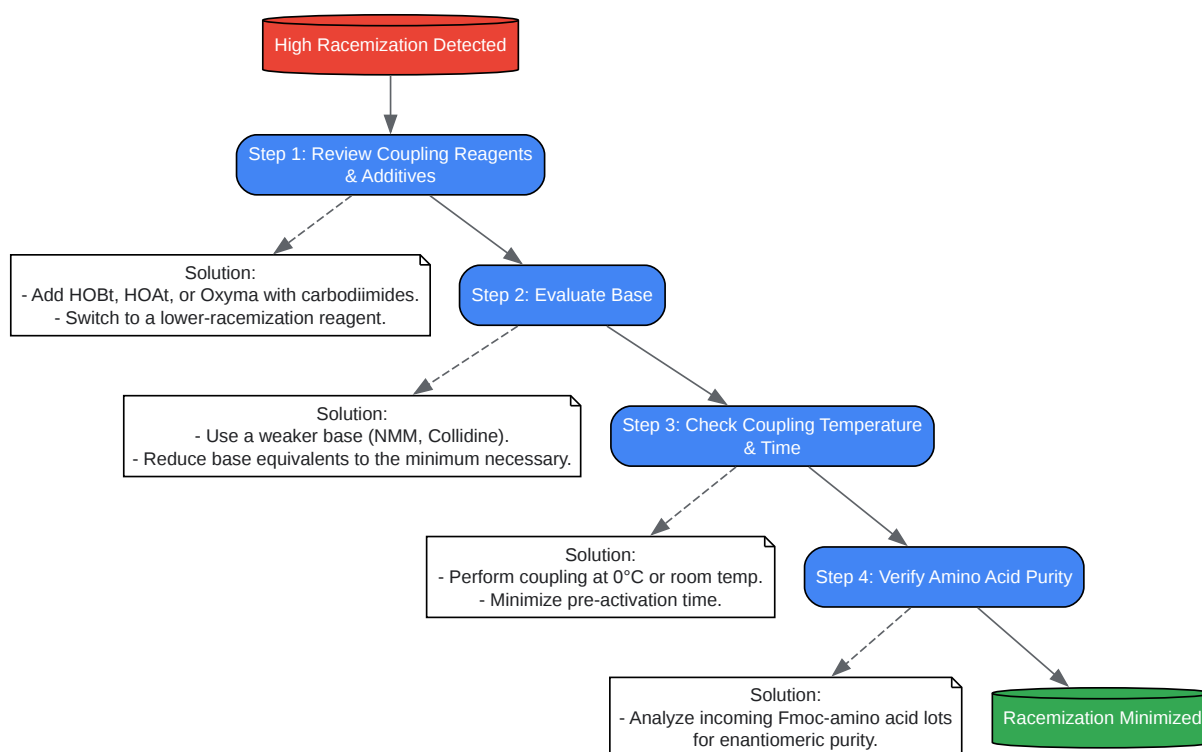 High Racemization Detected
Step 1: Review Coupling Reagents
& Additives
Solution:
- Add HOBt, HOAt, or Oxyma with carbodiimides.
- Switch to a lower-racemization reagent.
Step 2: Evaluate Base
Solution:
- Use a weaker base (NMM, Collidine).
- Reduce base equivalents to the minimum necessary.
Step 3: Check Coupling Temperature
& Time
Solution:
- Perform coupling at 0°C or room temp.
- Minimize pre-activation time.
Step 4: Verify Amino Acid Purity
Solution:
- Analyze incoming Fmoc-amino acid lots
for enantiomeric purity.
Racemization Minimized